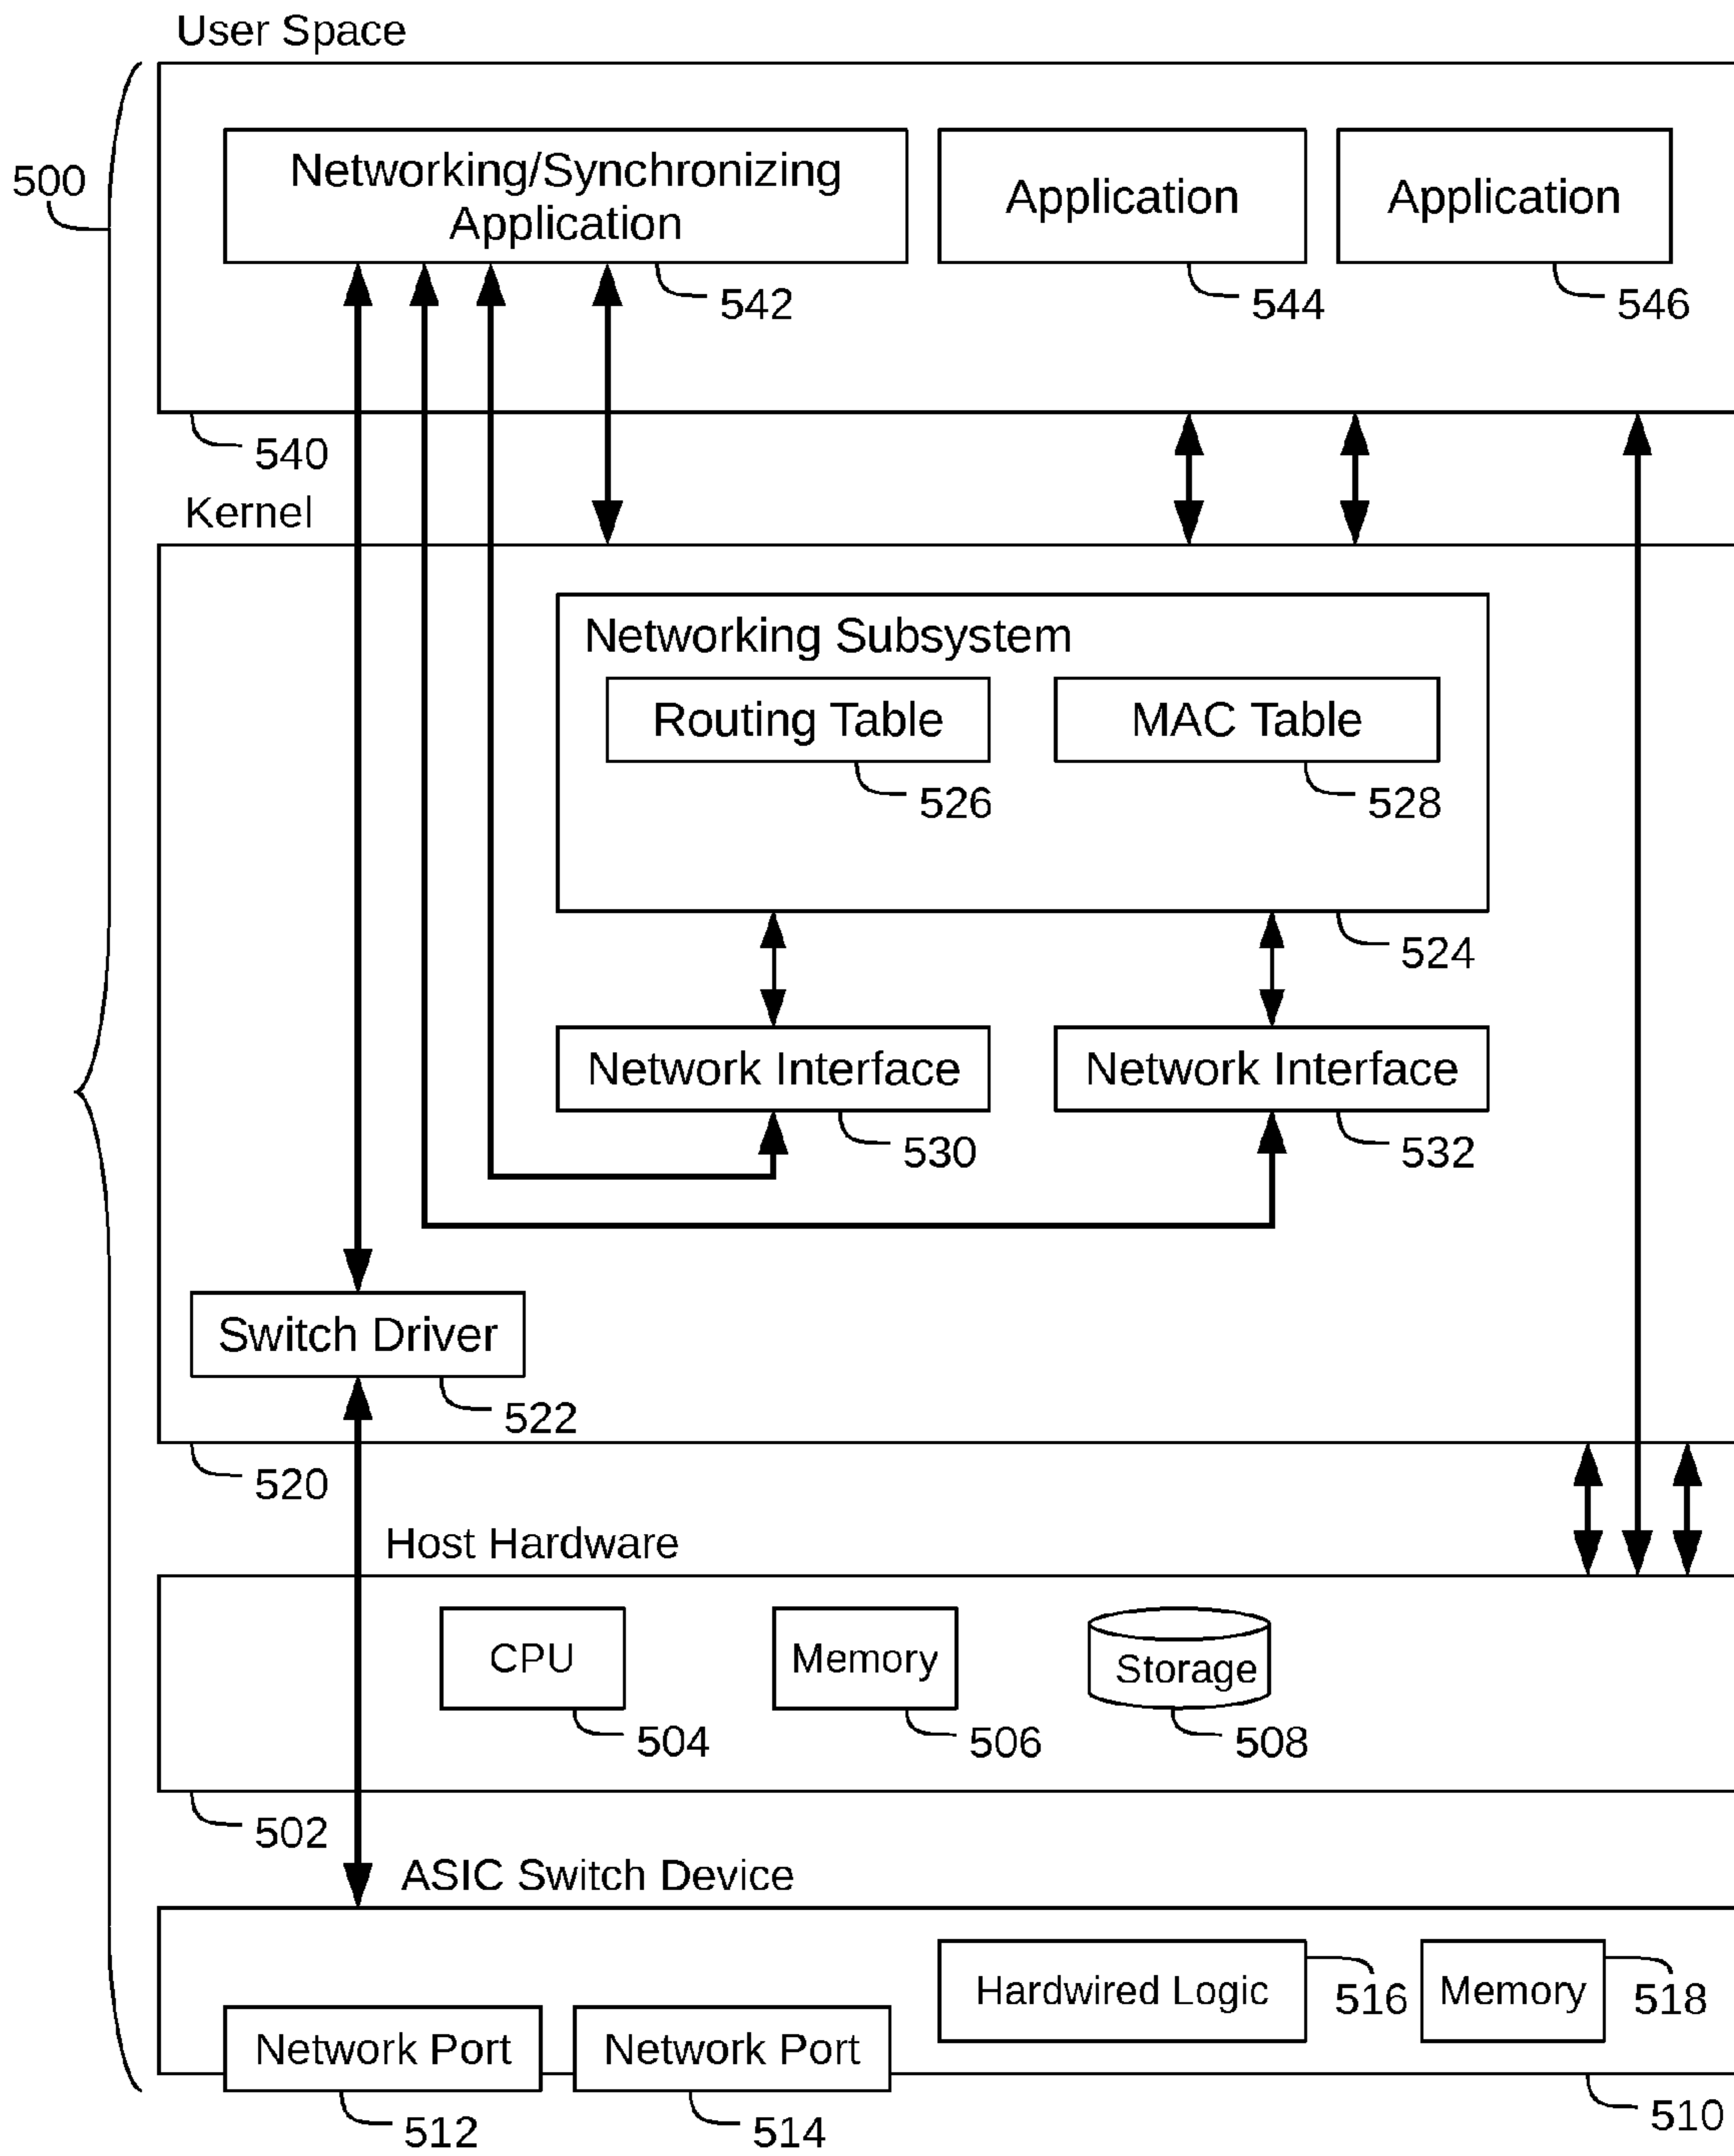 User Space
500
Networking/Synchronizing
Application
Application
Application
542
544
546
540
Kernel
Networking Subsystem
Routing Table
MAC Table
526
528
524
Network Interface
Network Interface
530
532
Switch Driver
522
520
Host Hardware
CPU
Memory
Storage
504
506
508
502
ASIC Switch Device
Hardwired Logic
516
Memory
518
Network Port
Network Port
512
514
510